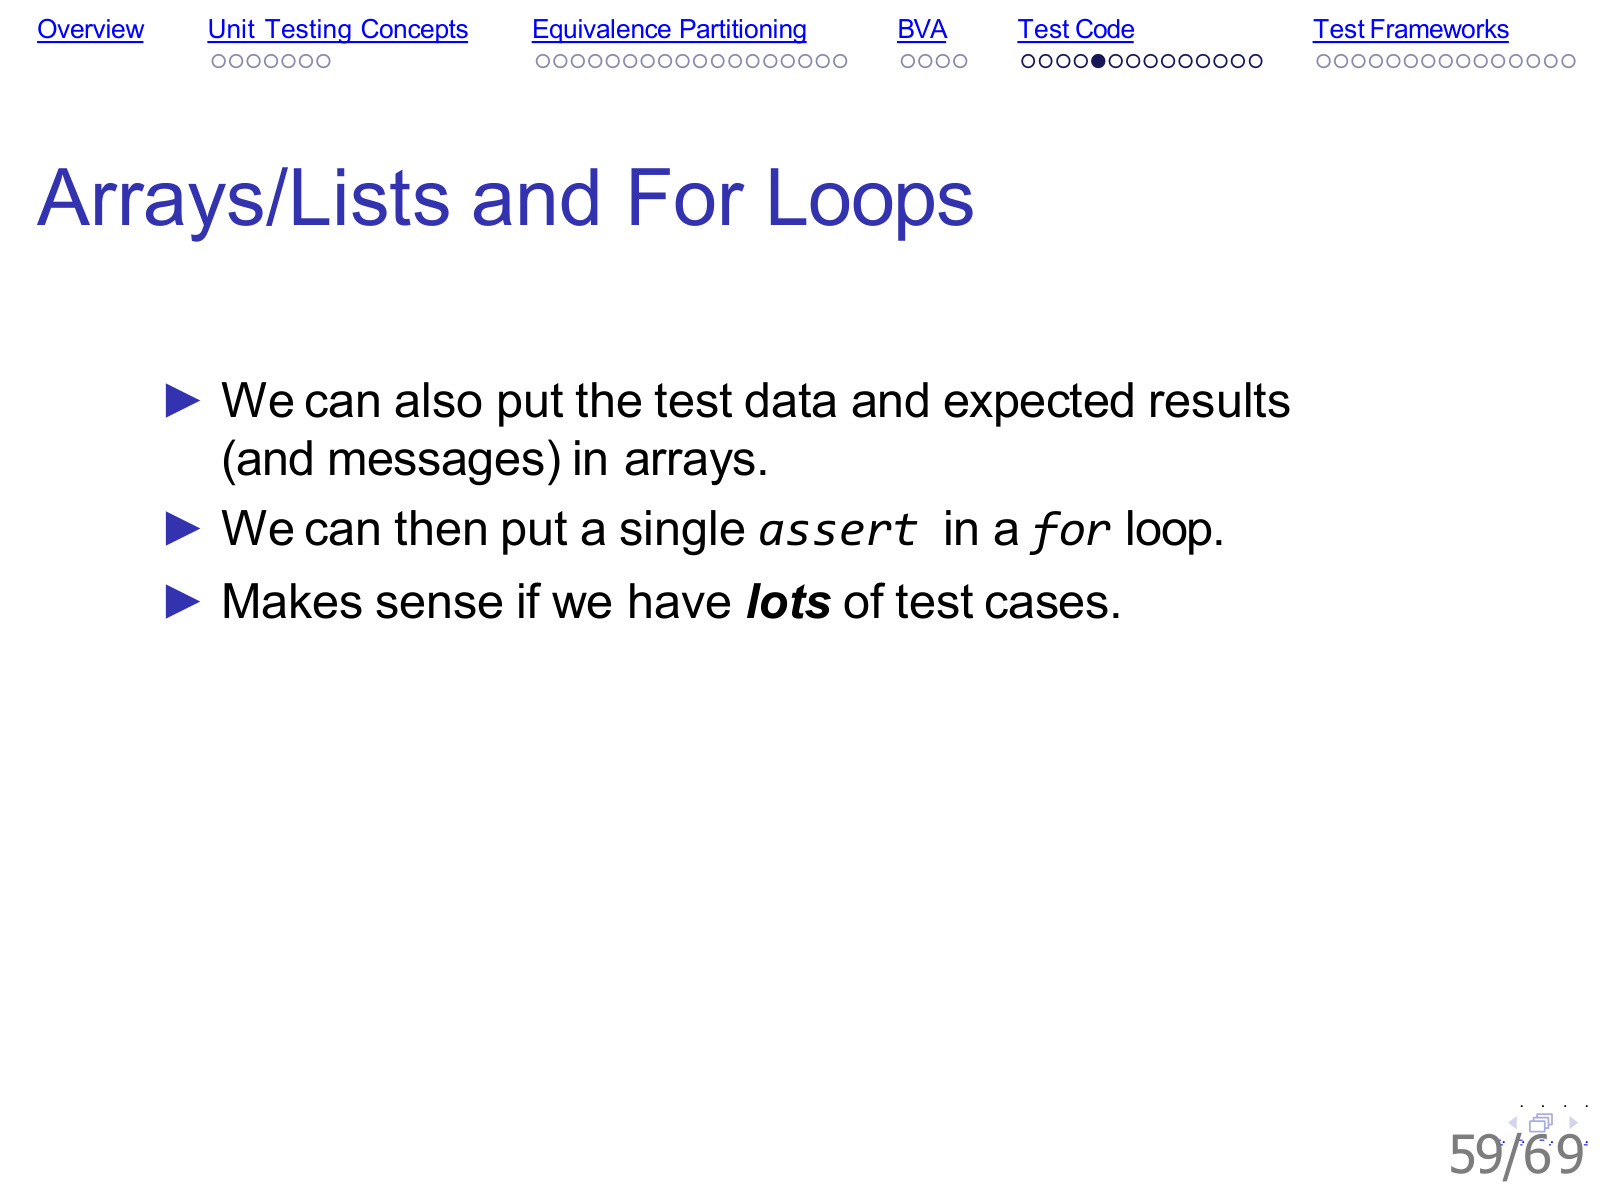 Overview Unit Testing Concepts Equivalence Partitioning BVA Test Code Test Frameworks
Arrays/Lists and For Loops
► We can also put the test data and expected results
(and messages) in arrays.
► We can then put a single assert in a for loop.
► Makes sense if we have lots of test cases.
59/69